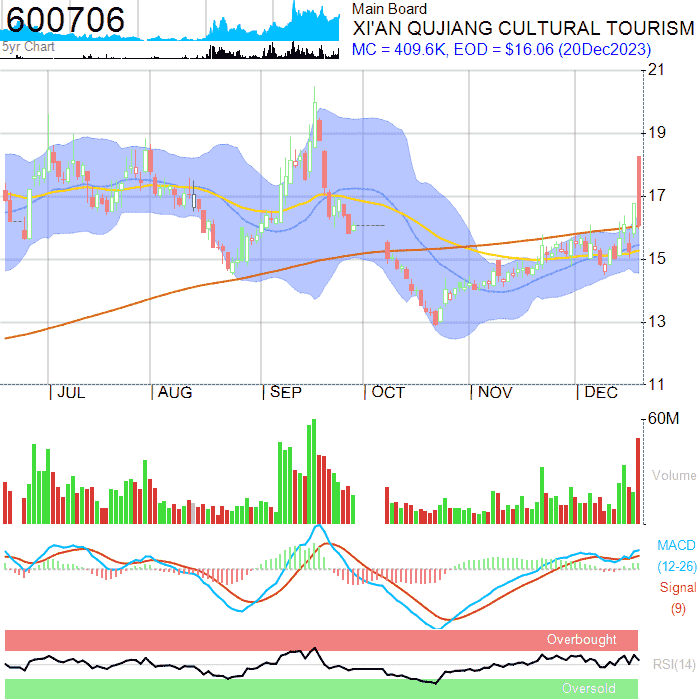 600706
5yr Chart
Main Board
XI'AN QUJIANG CULTURAL TOURISM
MC = 409.6K, EOD = $16.06 (20Dec2023)
21
19
17
15
13
11
JUL
AUG
SEP
OCT
NOV
DEC
60M
Volume
MACD
(12-26)
Signal
(9)
Overbought
RSI(14)
Oversold